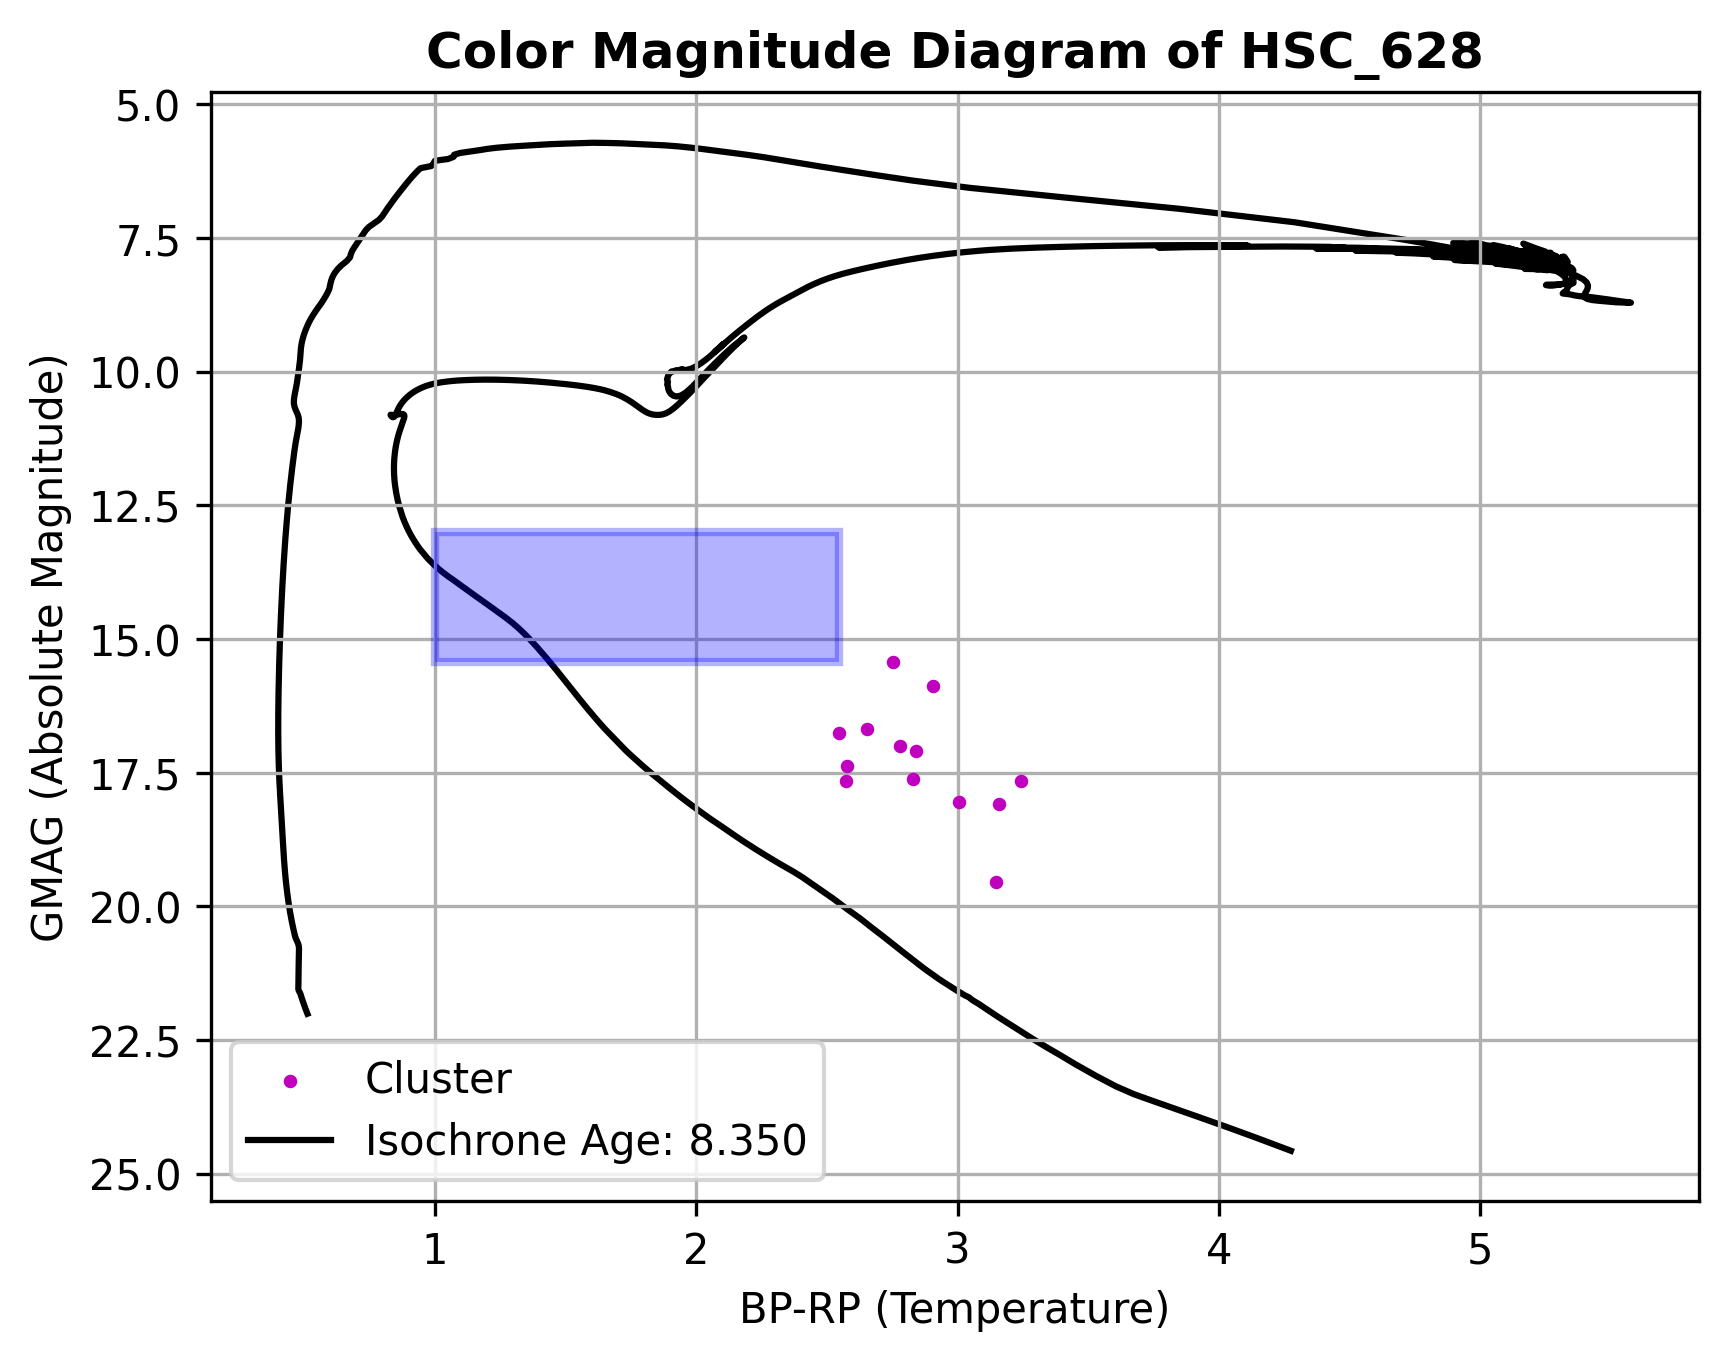 Color Magnitude Diagram of HSC_628
GMAG (Absolute Magnitude)
5.0
7.5
10.0
12.5
15.0
17.5
20.0
22.5
25.0
Cluster
Isochrone Age: 8.350
1 2 3 4 5
BP-RP (Temperature)